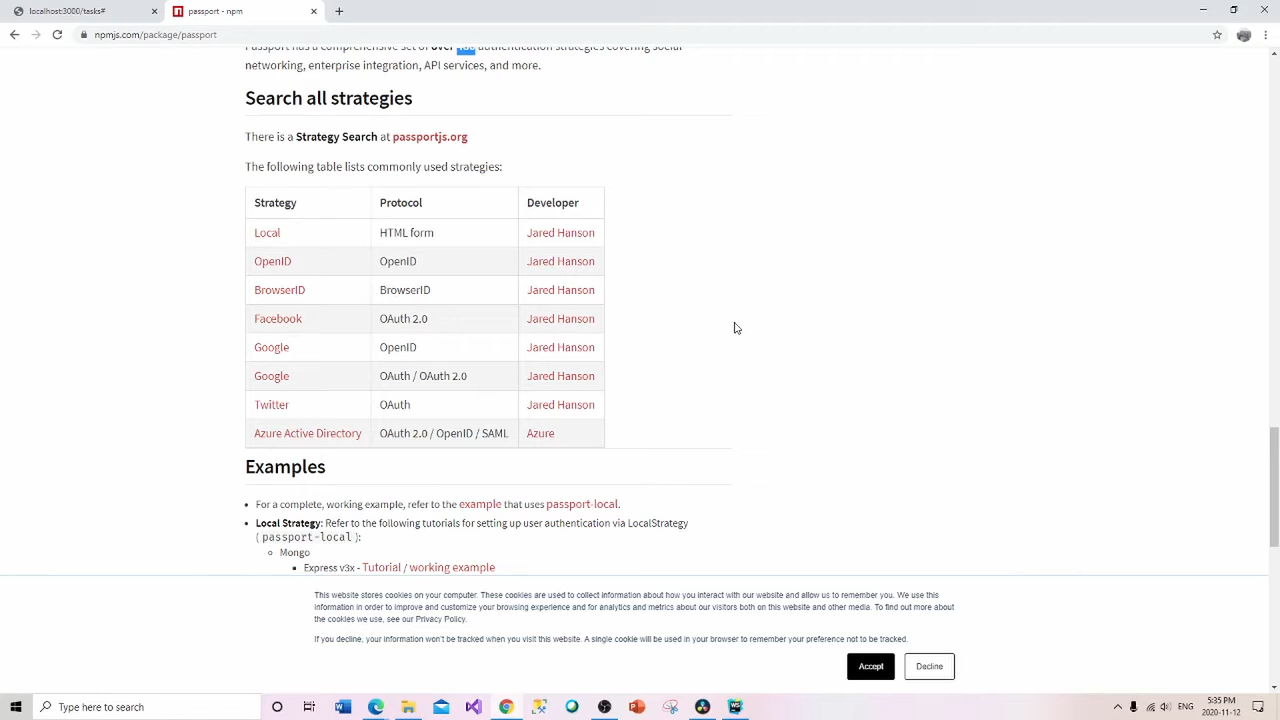 localhost:3000/tasks#
passport - npm
npmjs.com/package/passport
Passport has a comprehensive set of over authentication strategies covering social
networking, enterprise integration, API services, and more.
Search all strategies
There is a Strategy Search at passportjs.org
The following table lists commonly used strategies:
Strategy Protocol Developer
Local HTML form Jared Hanson
OpenID OpenID Jared Hanson
BrowserID BrowserID Jared Hanson
Facebook OAuth 2.0 Jared Hanson
Google OpenID Jared Hanson
Google OAuth / OAuth 2.0 Jared Hanson
Twitter OAuth Jared Hanson
Azure Active Directory OAuth 2.0 / OpenID / SAML Azure
Examples
For a complete, working example, refer to the example that uses passport-local.
Local Strategy: Refer to the following tutorials for setting up user authentication via LocalStrategy
(passport-local):
Mongo
Express v3x - Tutorial / working example
This website stores cookies on your computer. These cookies are used to collect information about how you interact with our website and allow us to remember you. We use this
information in order to improve and customize your browsing experience and for analytics and metrics about our visitors both on this website and other media. To find out more about
the cookies we use, see our Privacy Policy.
If you decline, your information won't be tracked when you visit this website. A single cookie will be used in your browser to remember your preference not to be tracked.
Accept Decline
Type here to search
ENG
5:35 PM
2020-11-12